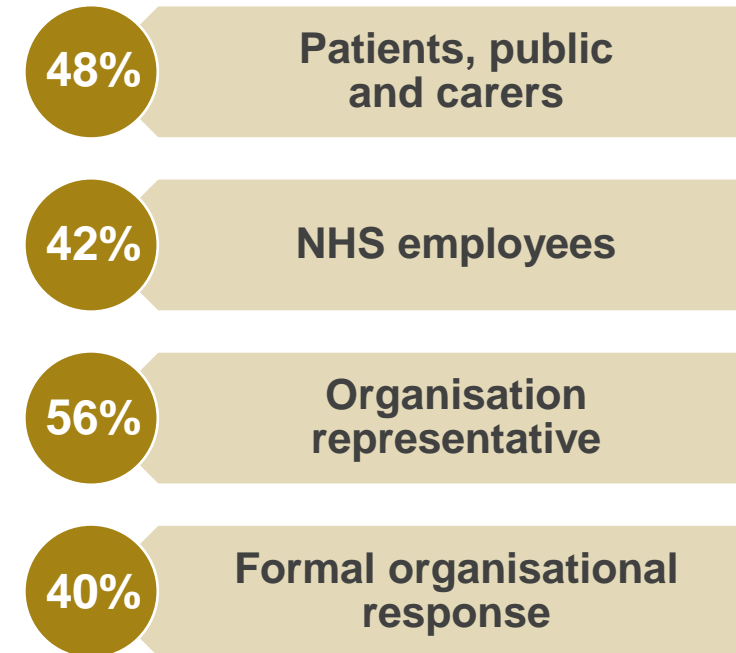 48%
Patients, public
and carers
42%
NHS employees
56%
Organisation
representative
40%
Formal organisational
response